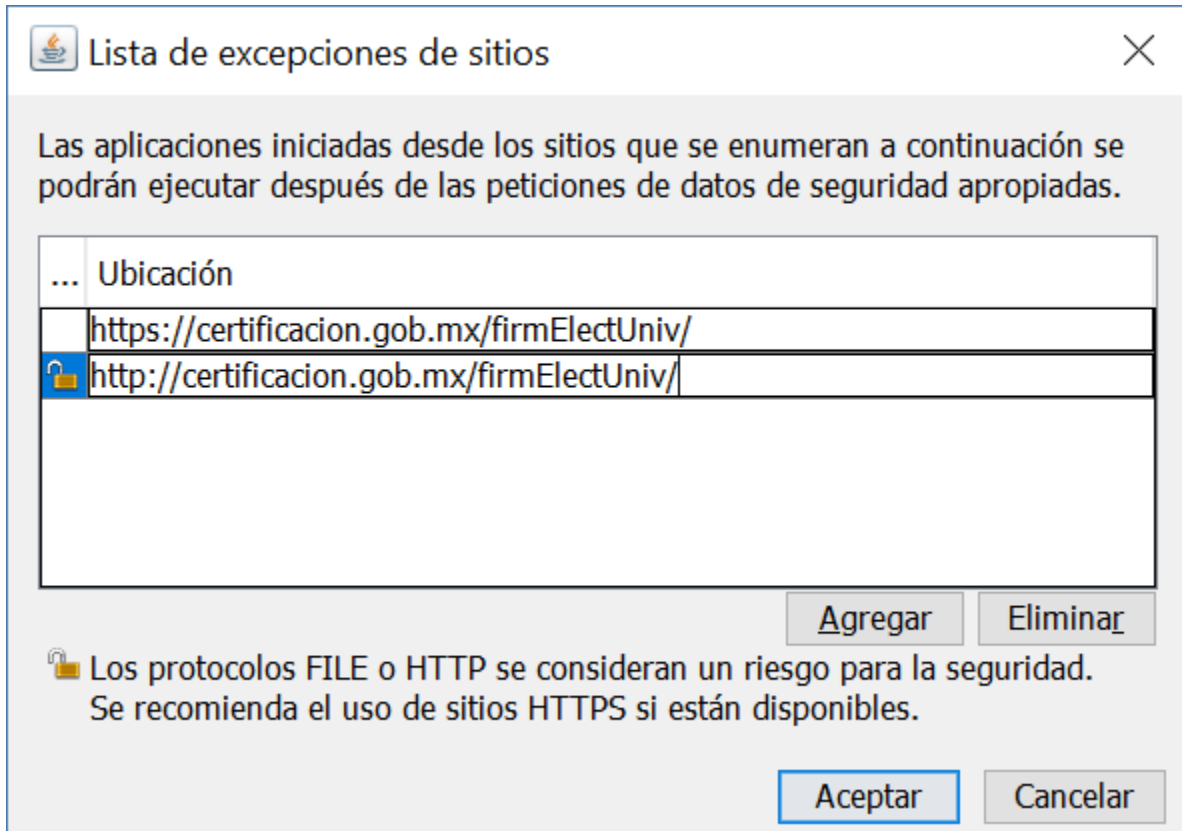 Lista de excepciones de sitios
Las aplicaciones iniciadas desde los sitios que se enumeran a continuación se
podrán ejecutar después de las peticiones de datos de seguridad apropiadas.
... Ubicación
https://certificacion.gob.mx/firmElectUniv/
http://certificacion.gob.mx/firmElectUniv/
Agregar Eliminar
Los protocolos FILE o HTTP se consideran un riesgo para la seguridad.
Se recomienda el uso de sitios HTTPS si están disponibles.
Aceptar Cancelar